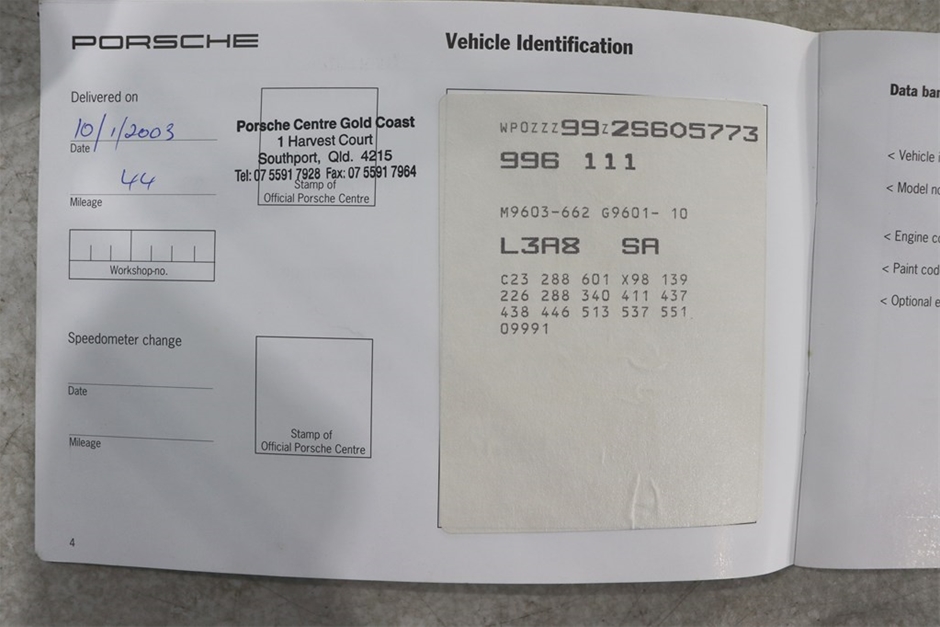 PORSCHE
Delivered on
10/1/2003
Date
44
Mileage
Porsche Centre Gold Coast
1 Harvest Court
Southport, Qld. 4215
Tel: 07 5591 7928 Fax: 07 5591 7964
Stamp of
Official Porsche Centre
Workshop-no.
Speedometer change
Date
Mileage
Stamp of
Official Porsche Centre
4
Vehicle Identification
WP0ZZZ99Z2S605773
996 111
M9603-662 G9601- 10
L3A8 SA
C23 288 601 X98 139
226 288 340 411 437
438 446 513 537 551
09991
Data
< Vehicle
< Model
< Engine
< Paint
< Optional